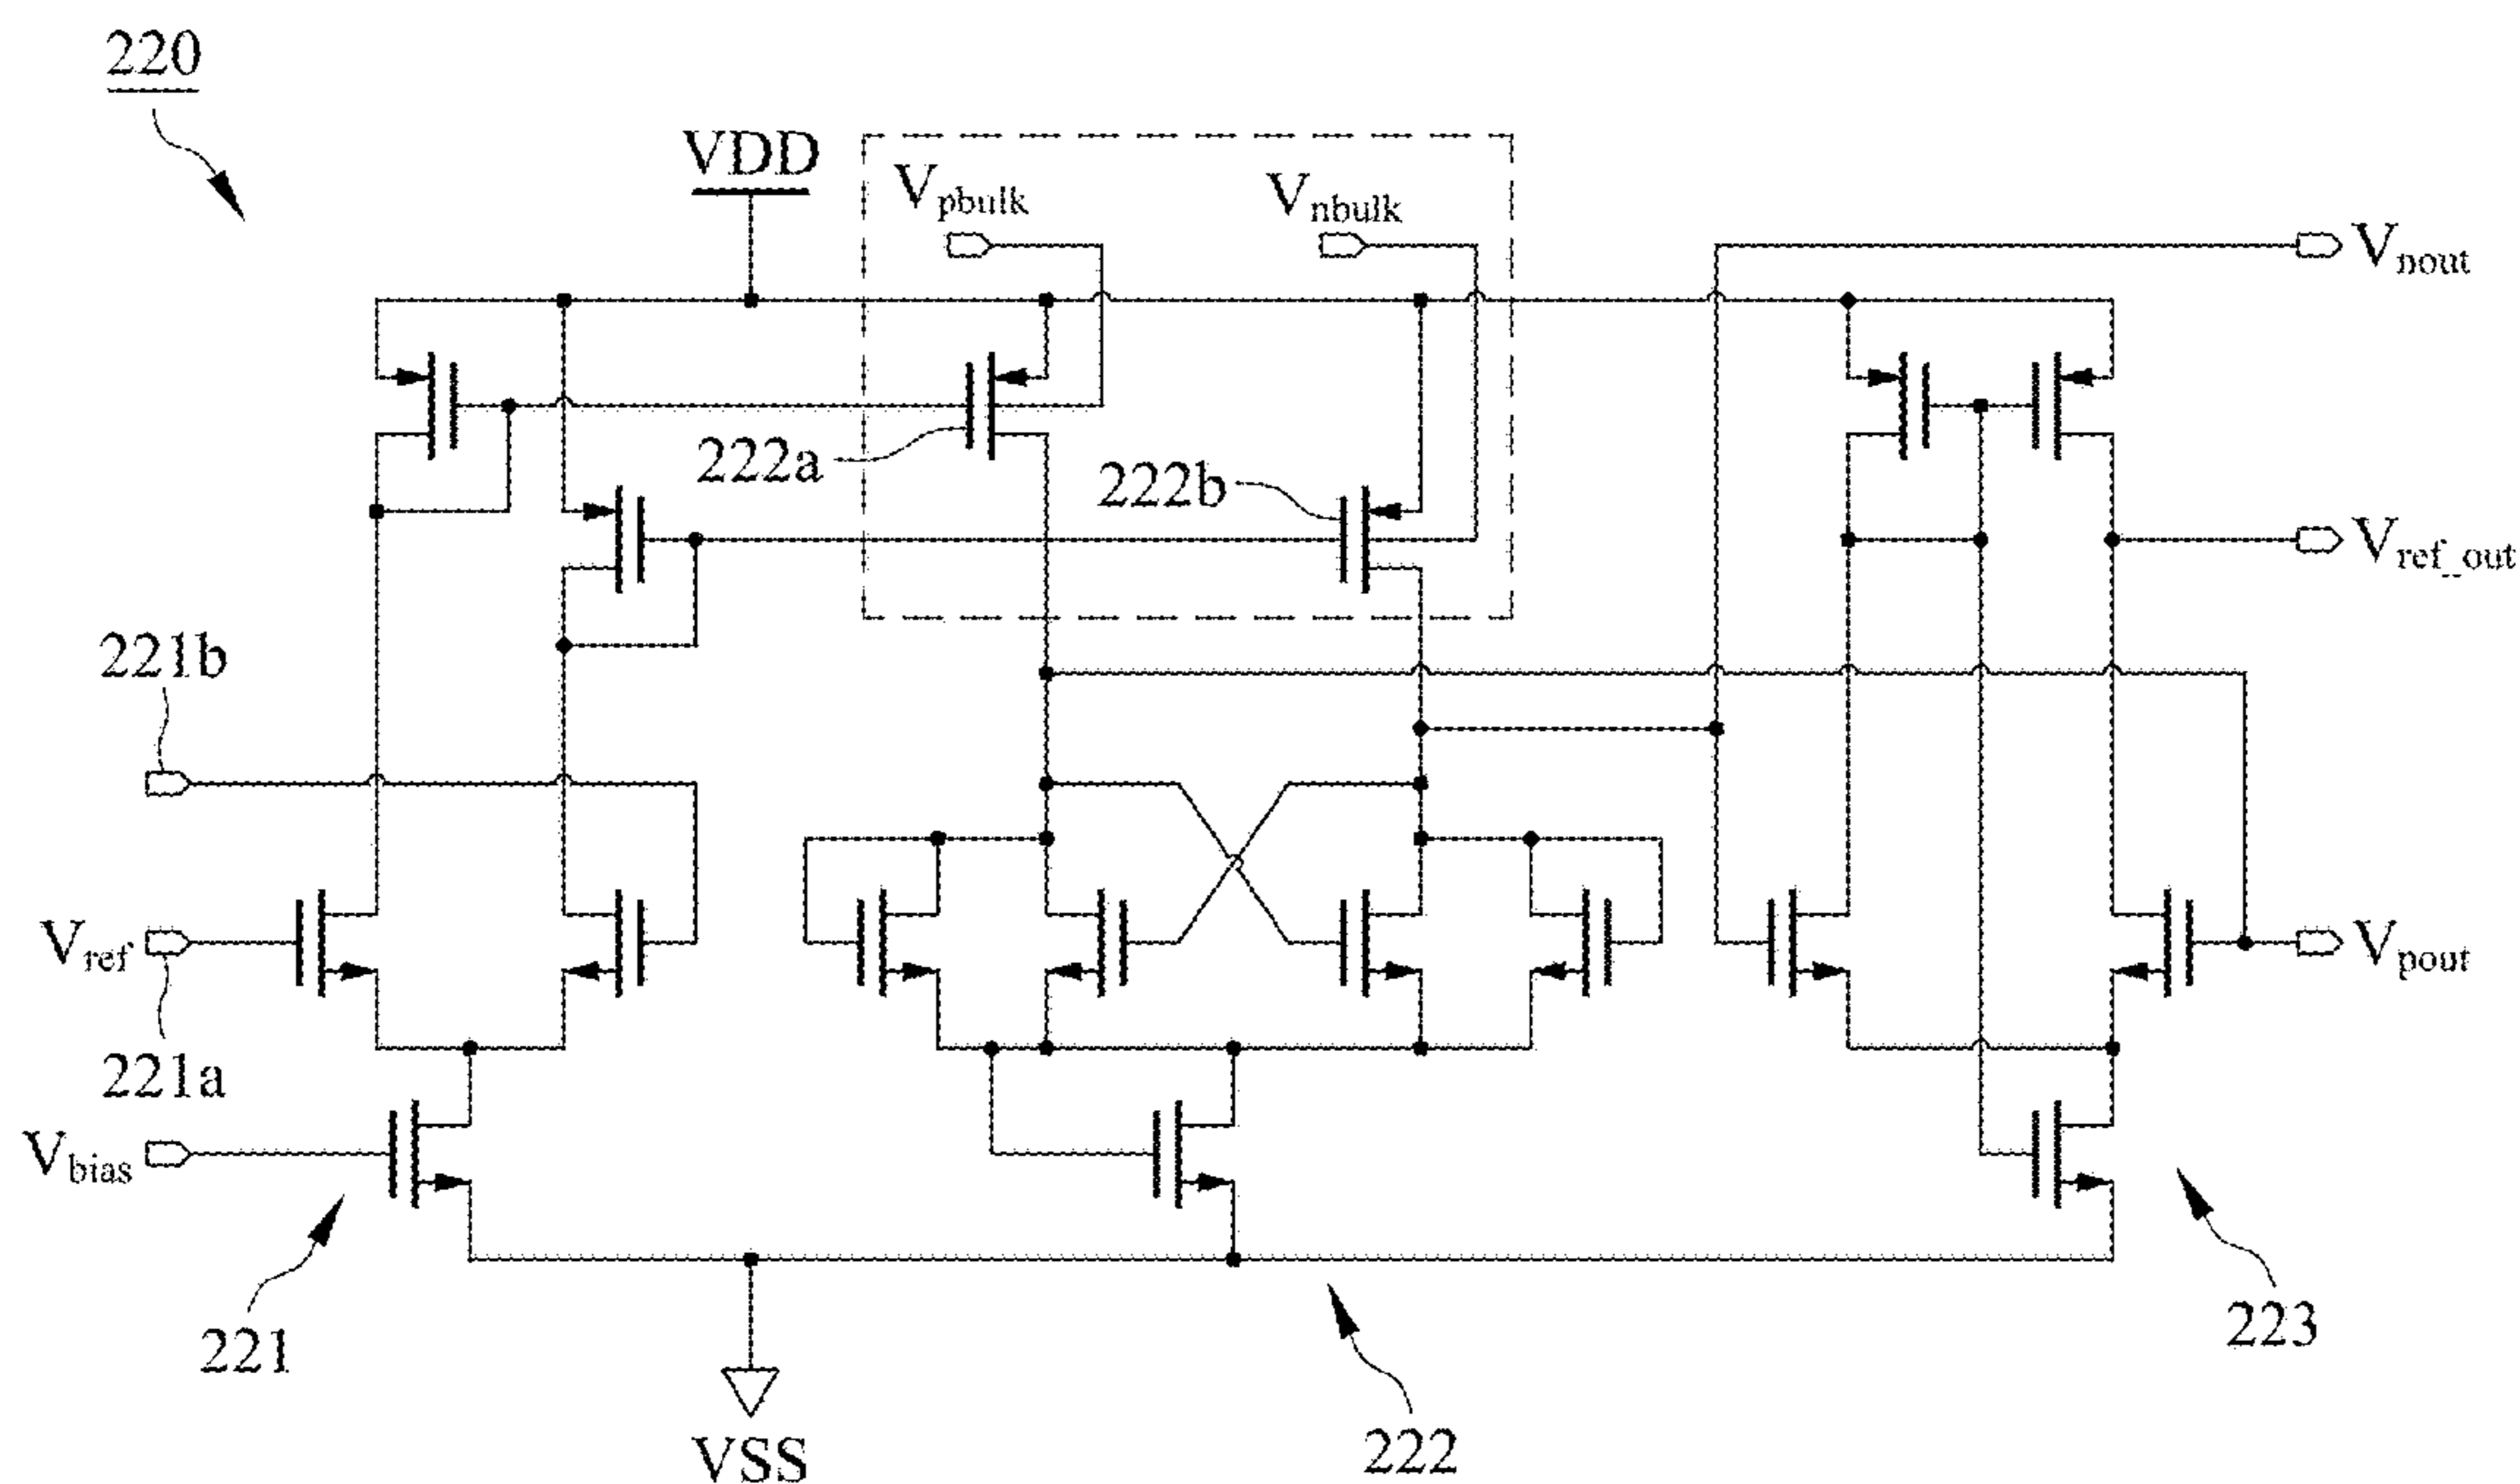 220
VDD
Vpbulk
Vnbulk
Vnout
222a
222b
Vref_out
221b
Vref
Vpout
221a
Vbias
221
223
222
VSS